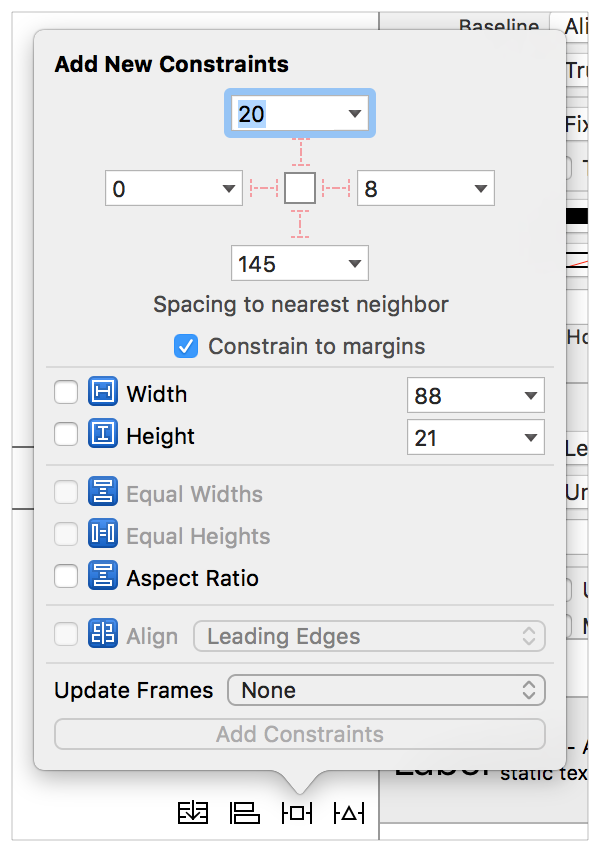 Baseline
Ali
Add New Constraints
Tru
20
Fix
0
8
145
Spacing to nearest neighbor
Constrain to margins
Ho
Width
88
Height
21
Le
Equal Widths
Un
Equal Heights
Aspect Ratio
Align
Leading Edges
Update Frames
None
Add Constraints
- A
static tex